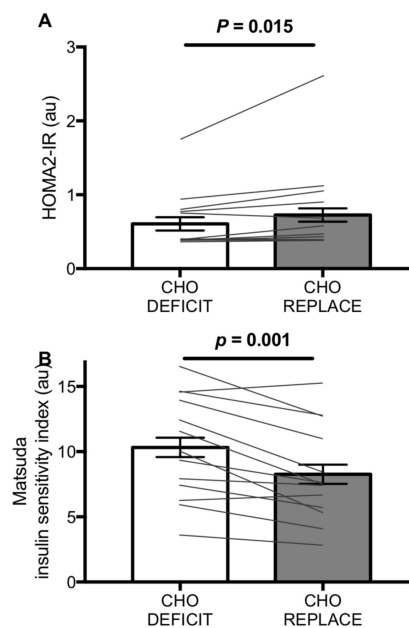 A
P = 0.015
HOMA2-IR (au)
3
2
1
0
CHO
DEFICIT
CHO
REPLACE
B
p = 0.001
Matsuda
insulin sensitivity index (au)
15
10
5
0
CHO
DEFICIT
CHO
REPLACE